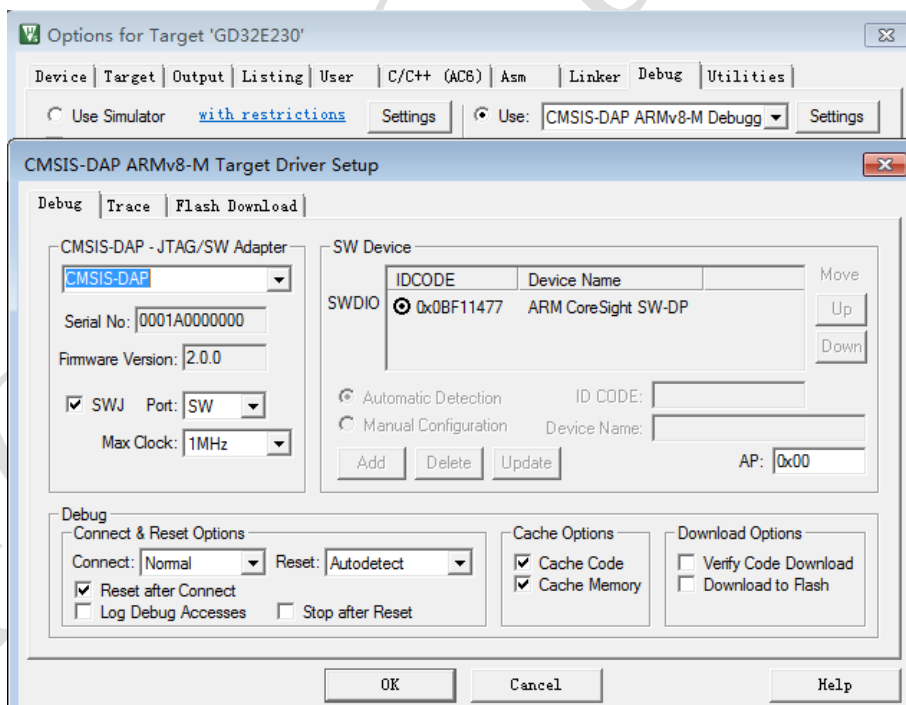 Options for Target 'GD32E230'
Device Target Output Listing User C/C++ (AC6) Asm Linker Debug Utilities
Use Simulator with restrictions Settings Use: CMSIS-DAP ARMv8-M Debugg Settings
CMSIS-DAP ARMv8-M Target Driver Setup
Debug Trace Flash Download
CMSIS-DAP - JTAG/SW Adapter
CMSIS-DAP
Serial No: 0001A0000000
Firmware Version: 2.0.0
SWJ Port: SW
Max Clock: 1MHz
SW Device
IDCODE Device Name
SWDIO 0x0BF11477 ARM CoreSight SW-DP
Move
Up
Down
Automatic Detection ID CODE:
Manual Configuration Device Name:
Add Delete Update AP: 0x00
Debug
Connect & Reset Options
Connect: Normal Reset: Autodetect
Reset after Connect
Log Debug Accesses Stop after Reset
Cache Options
Cache Code
Cache Memory
Download Options
Verify Code Download
Download to Flash
OK Cancel Help